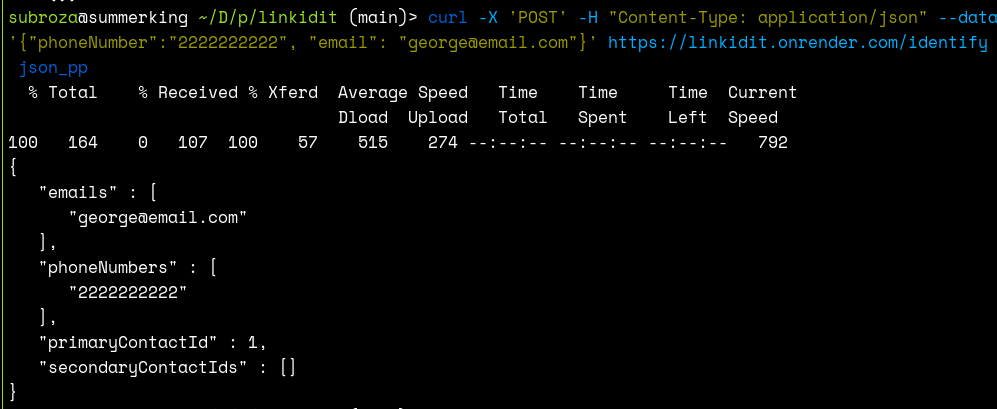 subroza@summerking ~/D/p/linkidit (main)> curl -X 'POST' -H "Content-Type: application/json" --data
'{"phoneNumber":"2222222222", "email": "george@email.com"}' https://linkidit.onrender.com/identify
json_pp
% Total % Received % Xferd Average Speed Time Time Time Current
Dload Upload Total Spent Left Speed
100 164 0 107 100 57 515 274 --:--:-- --:--:-- --:--:-- 792
{
"emails" : [
"george@email.com"
],
"phoneNumbers" : [
"2222222222"
],
"primaryContactId" : 1,
"secondaryContactIds" : []
}